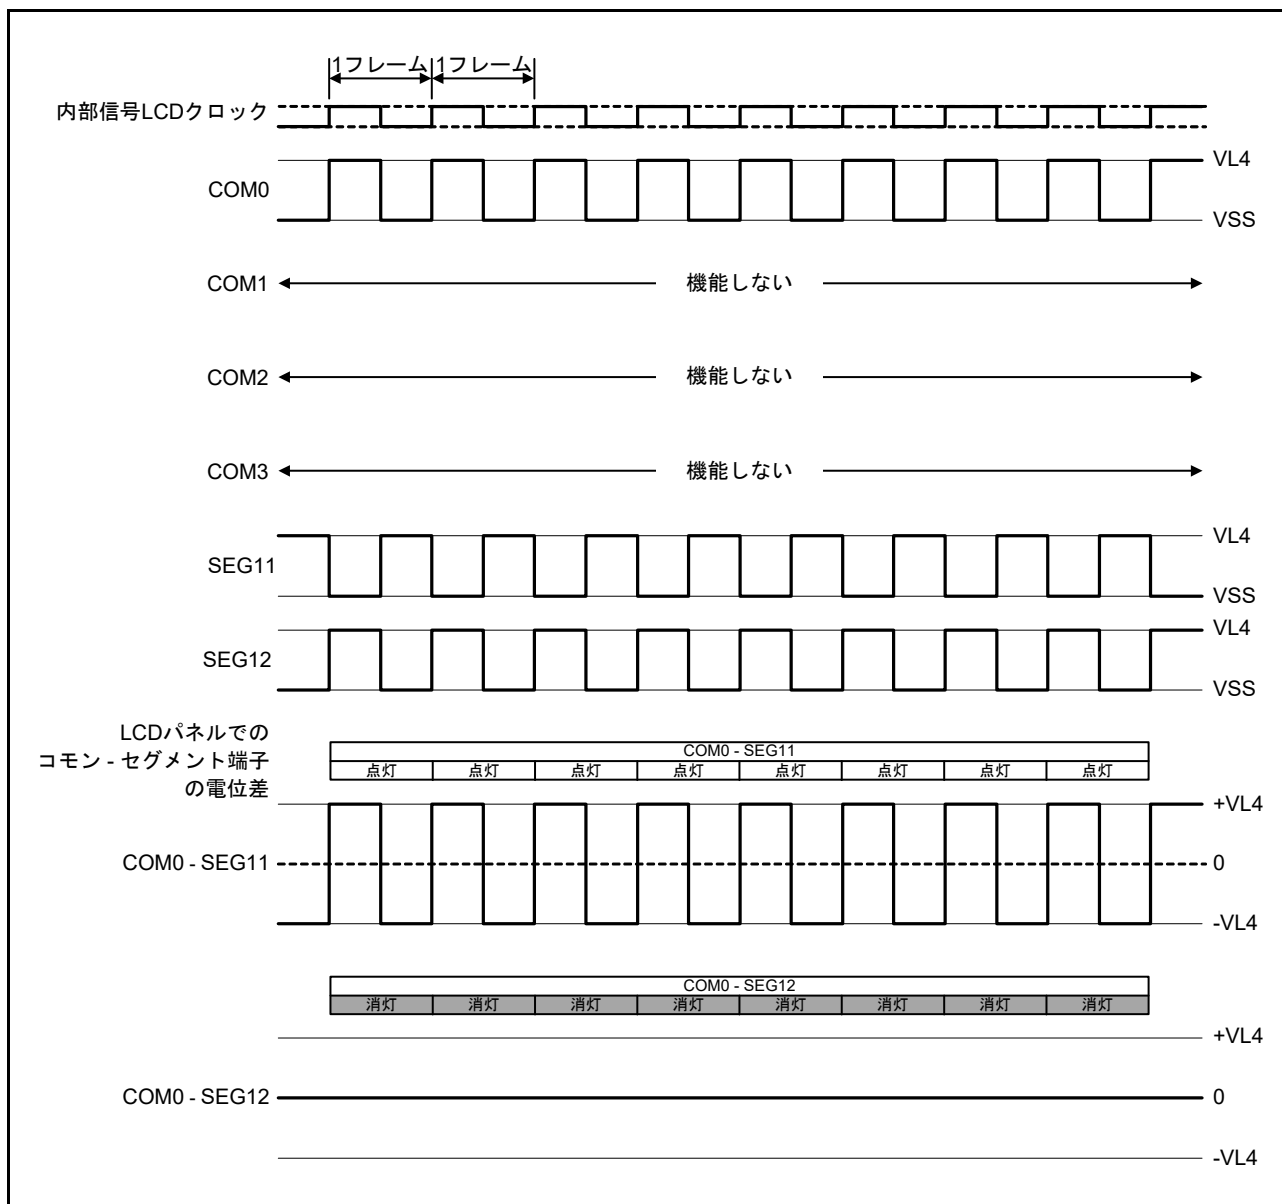 1フレーム 1フレーム
内部信号LCDクロック
VL4
COM0
VSS
COM1 機能しない
COM2 機能しない
COM3 機能しない
VL4
SEG11
VSS
VL4
SEG12
VSS
LCDパネルでの
コモン - セグメント端子
の電位差
COM0 - SEG11
点灯 点灯 点灯 点灯 点灯 点灯 点灯 点灯
+VL4
COM0 - SEG11 0
-VL4
COM0 - SEG12
消灯 消灯 消灯 消灯 消灯 消灯 消灯 消灯
+VL4
COM0 - SEG12 0
-VL4